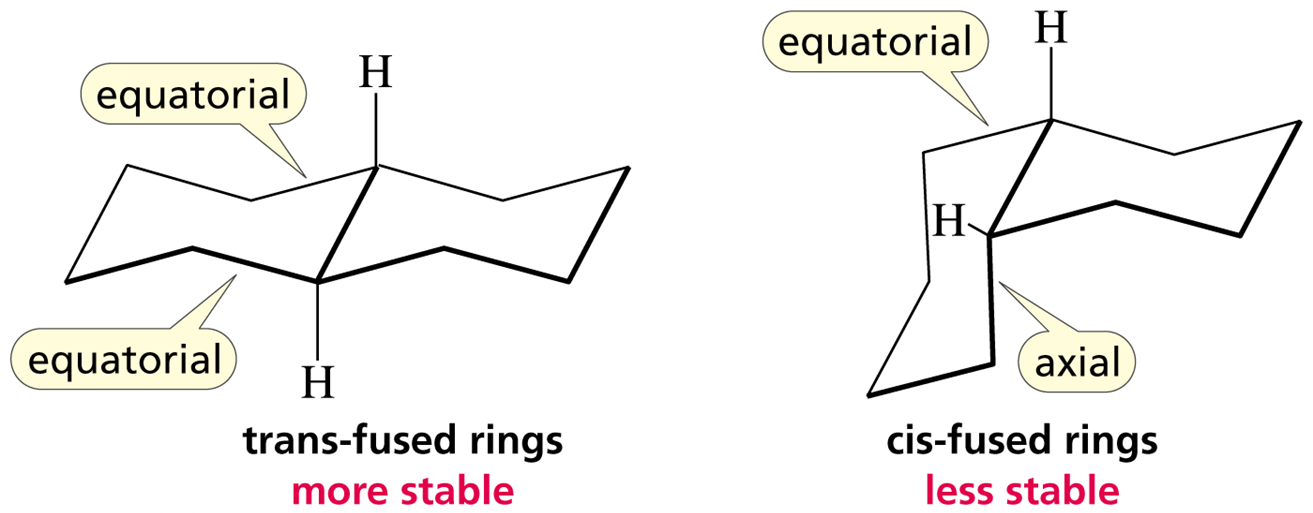 equatorial
H
equatorial
H
trans-fused rings
more stable
equatorial
H
H
axial
cis-fused rings
less stable